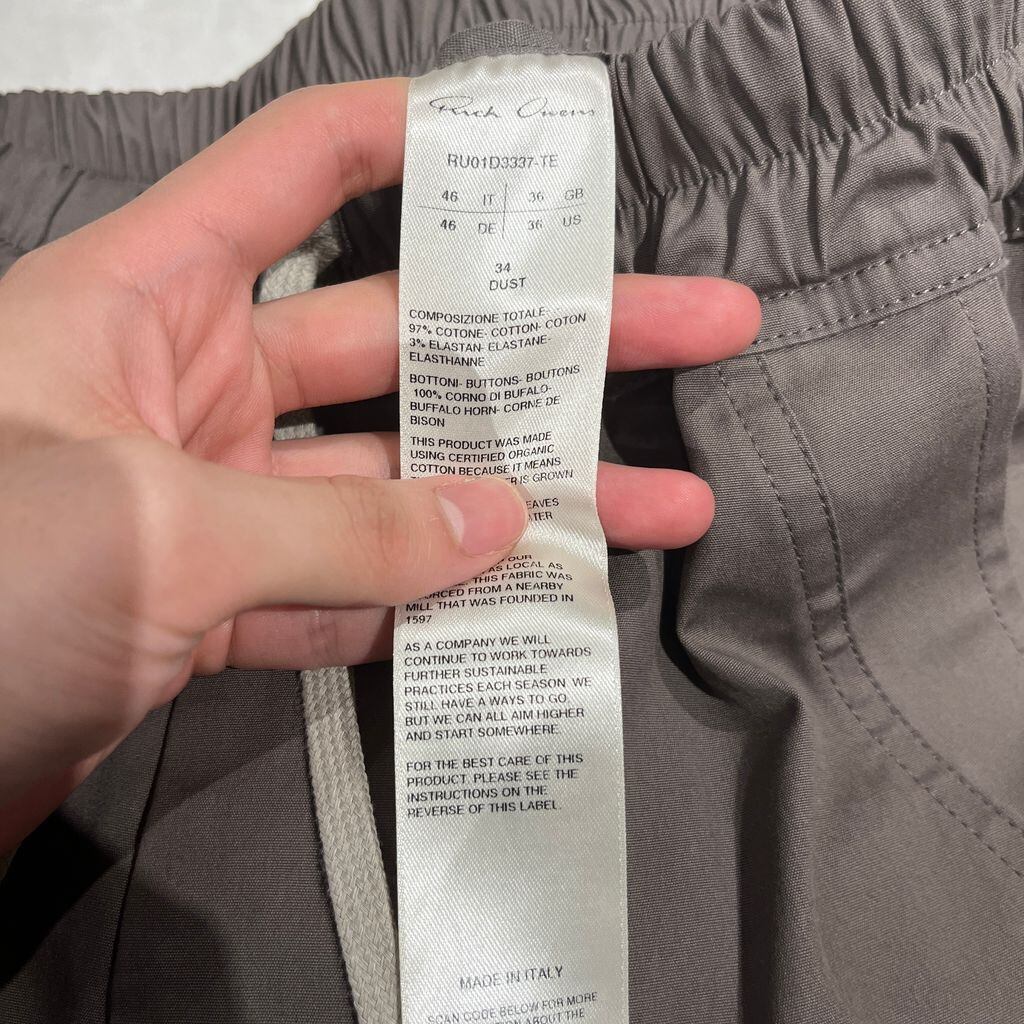 Rick Owens
RU01D3337-TE
46 IT 36 GB
46 DE 36 US
34
DUST
COMPOSIZIONE TOTALE
97% COTONE- COTTON- COTON
3% ELASTAN- ELASTANE-
ELASTHANNE
BOTTONI- BUTTONS- BOUTONS
100% CORNO DI BUFALO-
BUFFALO HORN- CORNE DE
BISON
THIS PRODUCT WAS MADE
USING CERTIFIED ORGANIC
COTTON BECAUSE IT MEANS
IS GROWN
OUR
AS LOCAL AS
THIS FABRIC WAS
FROM A NEARBY
MILL THAT WAS FOUNDED IN
1597
AS A COMPANY WE WILL
CONTINUE TO WORK TOWARDS
FURTHER SUSTAINABLE
PRACTICES EACH SEASON. WE
STILL HAVE A WAYS TO GO
BUT WE CAN ALL AIM HIGHER
AND START SOMEWHERE.
FOR THE BEST CARE OF THIS
PRODUCT, PLEASE SEE THE
INSTRUCTIONS ON THE
REVERSE OF THIS LABEL.
MADE IN ITALY
SCAN CODE BELOW FOR MORE
ABOUT THE